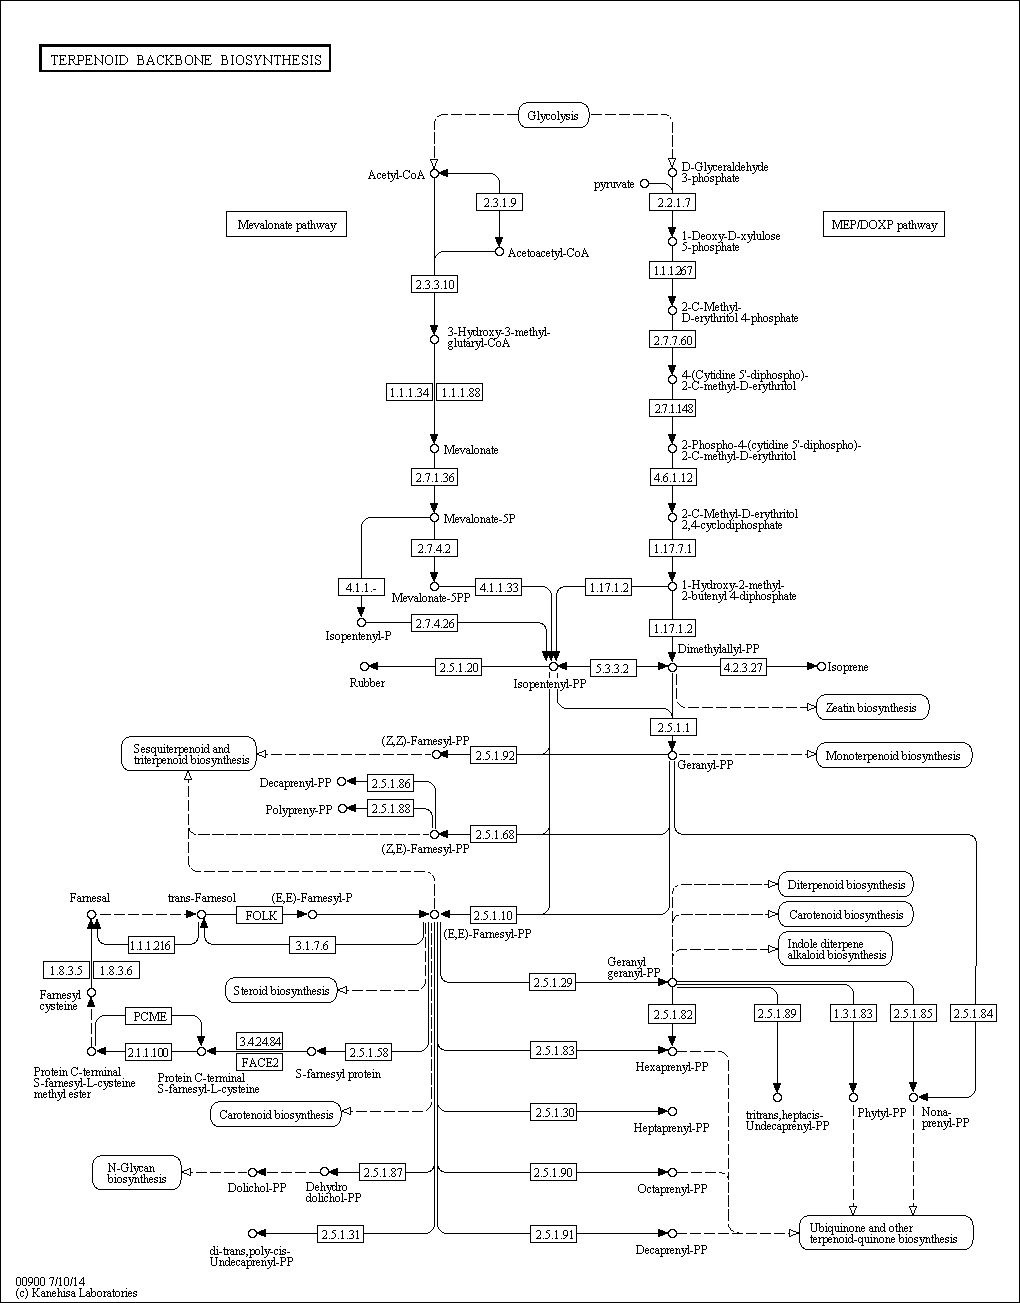 TERPENOID BACKBONE BIOSYNTHESIS
Glycolysis
Acetyl-CoA
D-Glyceraldehyde
3-phosphate
pyruvate
2.3.1.9
2.2.1.7
Mevalonate pathway
MEP/DOXP pathway
1-Deoxy-D-xylulose
5-phosphate
Acetoacetyl-CoA
1.1.1.267
2.3.3.10
2-C-Methyl-
D-erythritol 4-phosphate
3-Hydroxy-3-methyl-
glutaryl-CoA
2.7.7.60
4-(Cytidine 5'-diphospho)-
2-C-methyl-D-erythritol
1.1.1.34
1.1.1.88
2.7.1.148
Mevalonate
2-Phospho-4-(cytidine 5'-diphospho)-
2-C-methyl-D-erythritol
2.7.1.36
4.6.1.12
Mevalonate-5P
2-C-Methyl-D-erythritol
2,4-cyclodiphosphate
2.7.4.2
1.17.7.1
4.1.1.-
Mevalonate-5PP
4.1.1.33
1.17.1.2
1-Hydroxy-2-methyl-
2-butenyl 4-diphosphate
Isopentenyl-P
2.7.4.26
1.17.1.2
Dimethylallyl-PP
Rubber
2.5.1.20
Isopentenyl-PP
5.3.3.2
4.2.3.27
Isoprene
Zeatin biosynthesis
2.5.1.1
Sesquiterpenoid and
triterpenoid biosynthesis
(Z,Z)-Farnesyl-PP
2.5.1.92
Geranyl-PP
Monoterpenoid biosynthesis
Decaprenyl-PP
2.5.1.86
Polypreny-PP
2.5.1.88
(Z,E)-Farnesyl-PP
2.5.1.68
Farnesal
trans-Farnesol
(E,E)-Farnesyl-P
Diterpenoid biosynthesis
FOLK
2.5.1.10
Carotenoid biosynthesis
(E,E)-Farnesyl-PP
1.1.1.216
3.1.7.6
Indole diterpene
alkaloid biosynthesis
1.8.3.5
1.8.3.6
Geranyl
geranyl-PP
2.5.1.29
Farnesyl
cysteine
Steroid biosynthesis
PCME
2.5.1.82
2.5.1.89
1.3.1.83
2.5.1.85
2.5.1.84
3.4.24.84
FACE2
2.1.1.100
2.5.1.58
2.5.1.83
Protein C-terminal
S-farnesyl-L-cysteine
methyl ester
Protein C-terminal
S-farnesyl-L-cysteine
S-farnesyl protein
Hexaprenyl-PP
Carotenoid biosynthesis
2.5.1.30
Heptaprenyl-PP
tritrans,heptacis-
Undecaprenyl-PP
Phytyl-PP
Nona-
prenyl-PP
N-Glycan
biosynthesis
Dolichol-PP
Dehydro
dolichol-PP
2.5.1.87
2.5.1.90
Octaprenyl-PP
di-trans,poly-cis-
Undecaprenyl-PP
2.5.1.31
2.5.1.91
Decaprenyl-PP
Ubiquinone and other
terpenoid-quinone biosynthesis
00900 7/10/14
(c) Kanehisa Laboratories